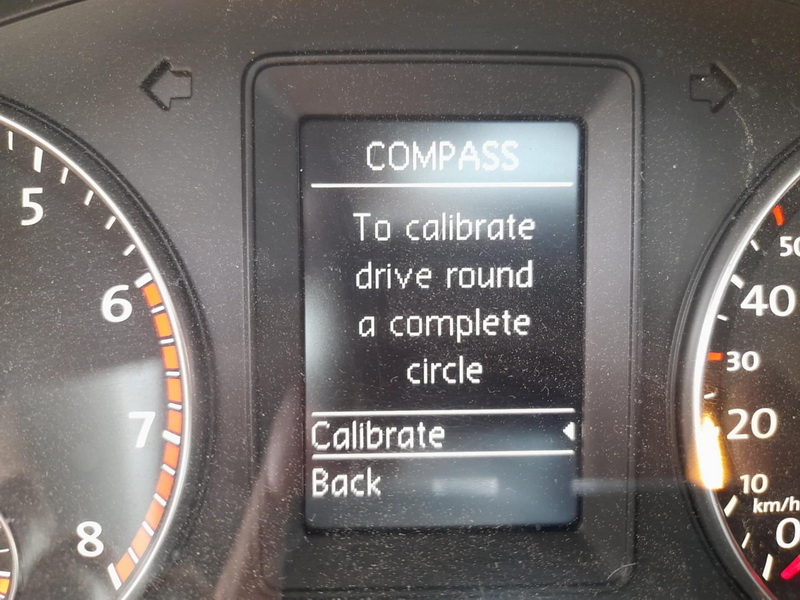 COMPASS
To calibrate
drive round
a complete
circle
Calibrate
Back
5
6
7
8
50
40
30
20
10
km/h
0